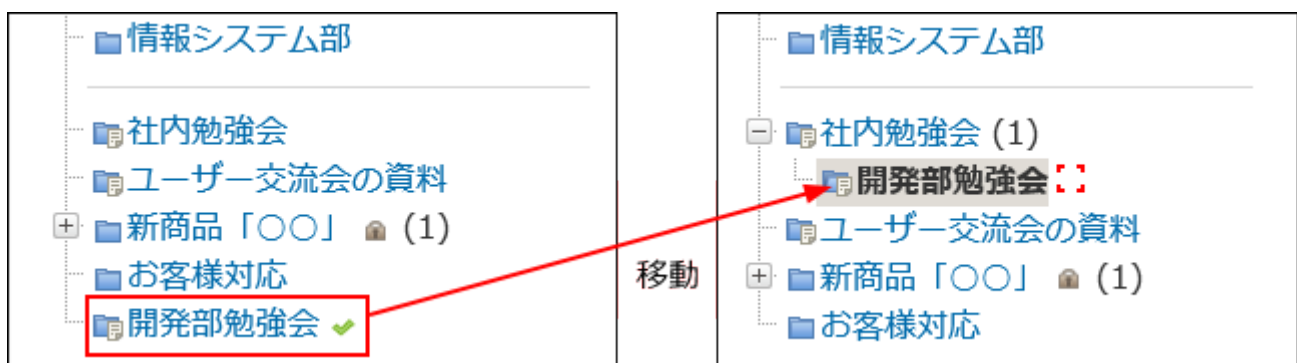 情報システム部
社内勉強会
ユーザー交流会の資料
新商品「○○」 (1)
お客様対応
開発部勉強会
移動
情報システム部
社内勉強会 (1)
開発部勉強会
ユーザー交流会の資料
新商品「○○」 (1)
お客様対応